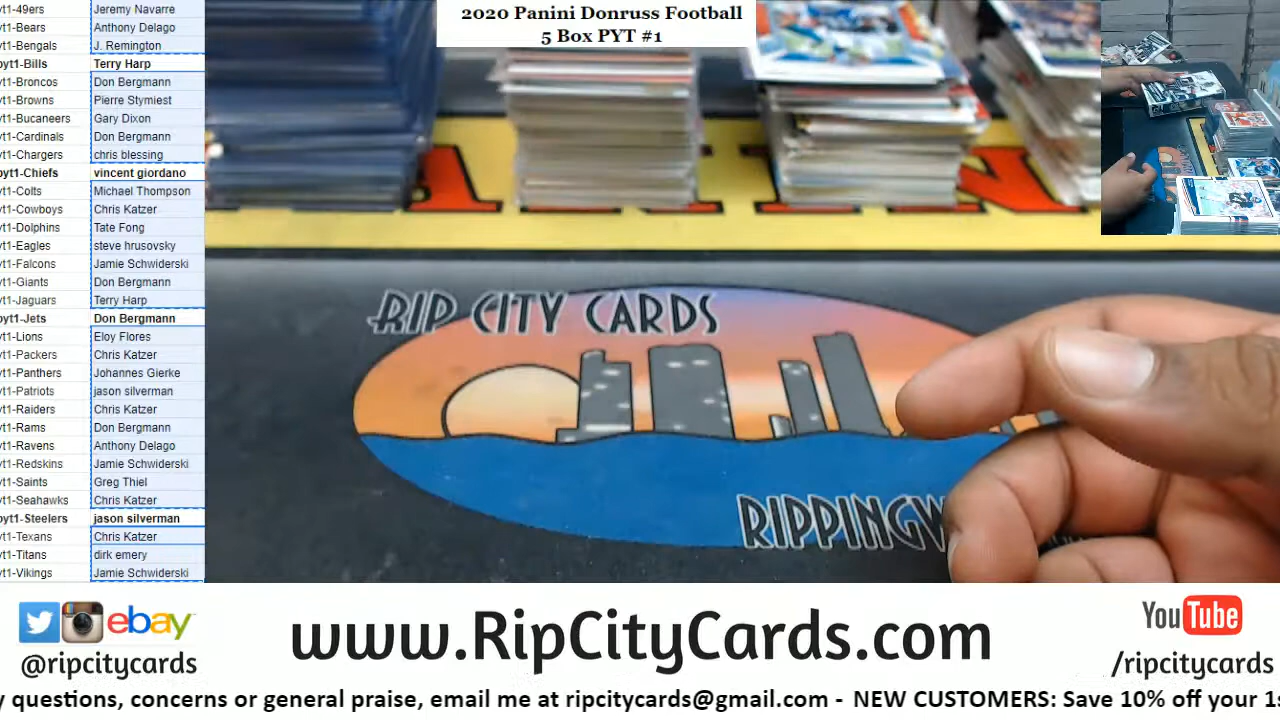 2020 Panini Donruss Football
5 Box PYT #1
yt1-49ers Jeremy Navarre
yt1-Bears Anthony Delago
yt1-Bengals J. Remington
pyt1-Bills Terry Harp
yt1-Broncos Don Bergmann
yt1-Browns Pierre Stymiest
yt1-Bucaneers Gary Dixon
yt1-Cardinals Don Bergmann
yt1-Chargers chris blessing
pyt1-Chiefs vincent giordano
yt1-Colts Michael Thompson
yt1-Cowboys Chris Katzer
yt1-Dolphins Tate Fong
yt1-Eagles steve hrusovsky
yt1-Falcons Jamie Schwiderski
yt1-Giants Don Bergmann
yt1-Jaguars Terry Harp
pyt1-Jets Don Bergmann
yt1-Lions Eloy Flores
yt1-Packers Chris Katzer
yt1-Panthers Johannes Gierke
yt1-Patriots jason silverman
yt1-Raiders Chris Katzer
yt1-Rams Don Bergmann
yt1-Ravens Anthony Delago
yt1-Redskins Jamie Schwiderski
yt1-Saints Greg Thiel
yt1-Seahawks Chris Katzer
pyt1-Steelers jason silverman
yt1-Texans Chris Katzer
yt1-Titans dirk emery
yt1-Vikings Jamie Schwiderski
RIP CITY CARDS
RIPPINGW
ebay
@ripcitycards
www.RipCityCards.com
YouTube
/ripcitycards
y questions, concerns or general praise, email me at ripcitycards@gmail.com - NEW CUSTOMERS: Save 10% off your 1s